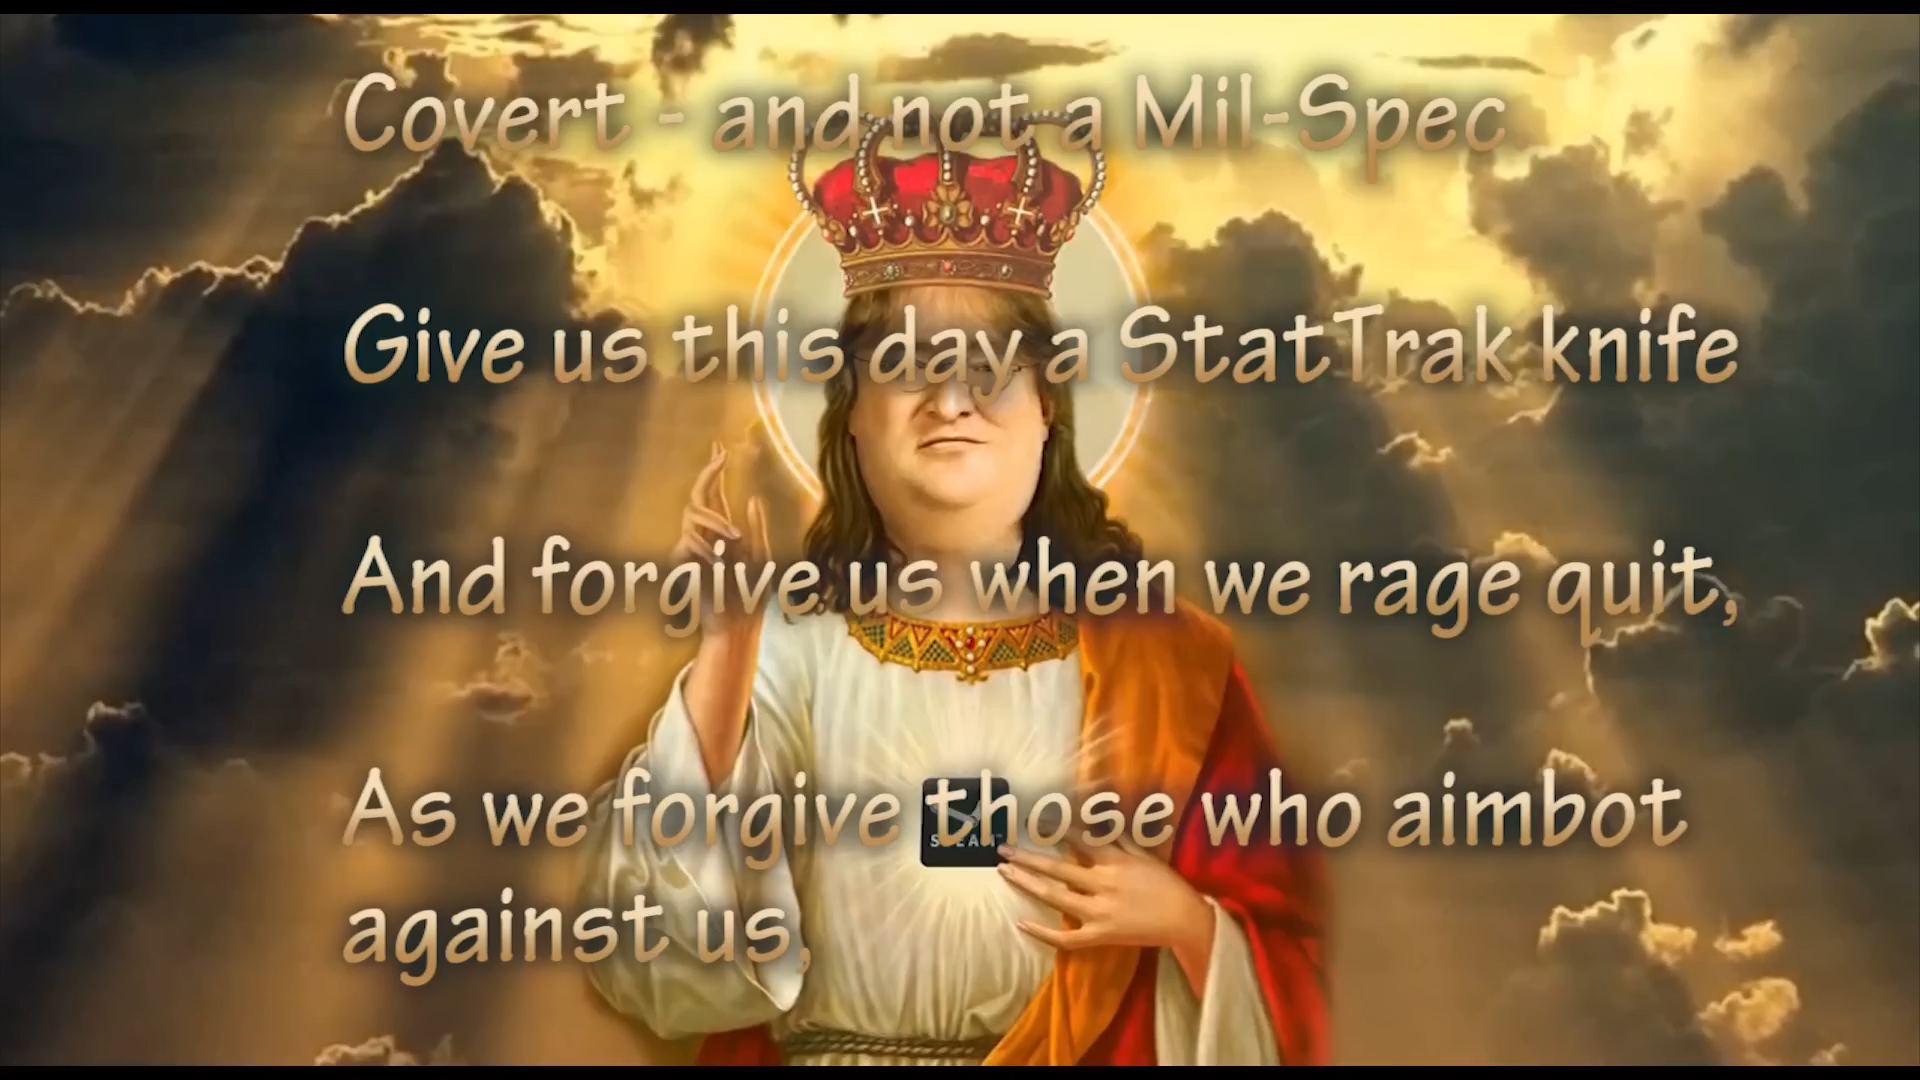 Covert - and not a Mil-Spec.
Give us this day a StatTrak knife
And forgive us when we rage quit,
As we forgive those who aimbot
against us,
STEAM